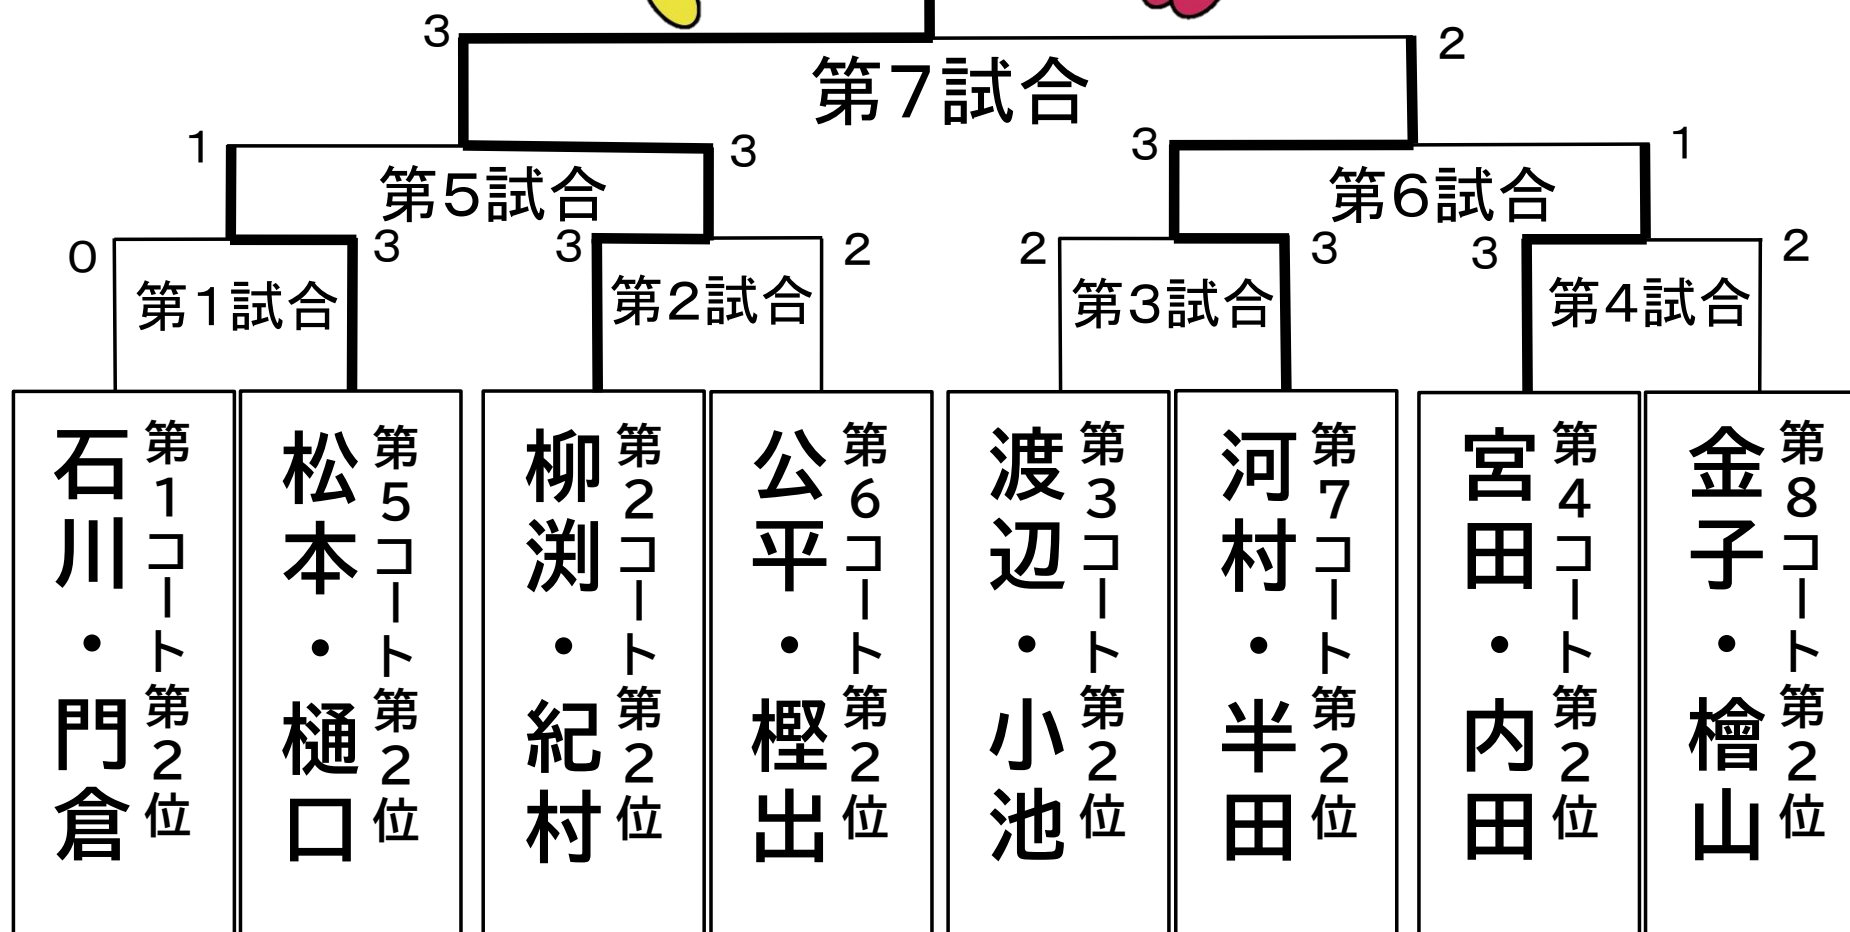 3
2
第7試合
1
3
3
1
第5試合
第6試合
0
3
3
2
2
3
3
2
第1試合
第2試合
第3試合
第4試合
第1コート第2位
石川・門倉
第5コート第2位
松本・樋口
第2コート第2位
柳渕・紀村
第6コート第2位
公平・樫出
第3コート第2位
渡辺・小池
第7コート第2位
河村・半田
第4コート第2位
宮田・内田
第8コート第2位
金子・檜山